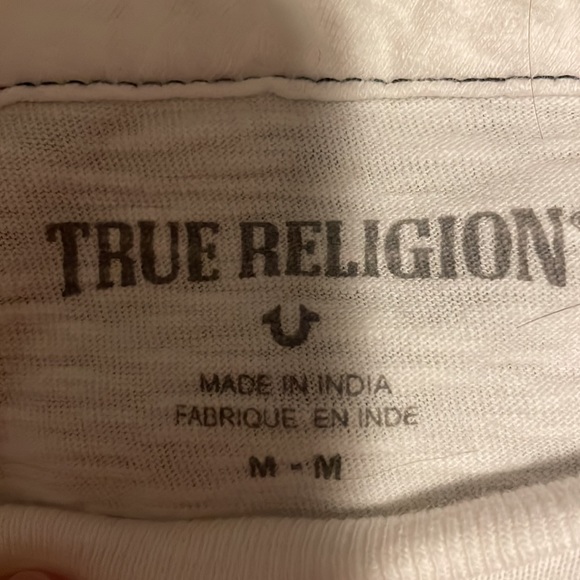 TRUE RELIGION
MADE IN INDIA
FABRIQUE EN INDE
M - M